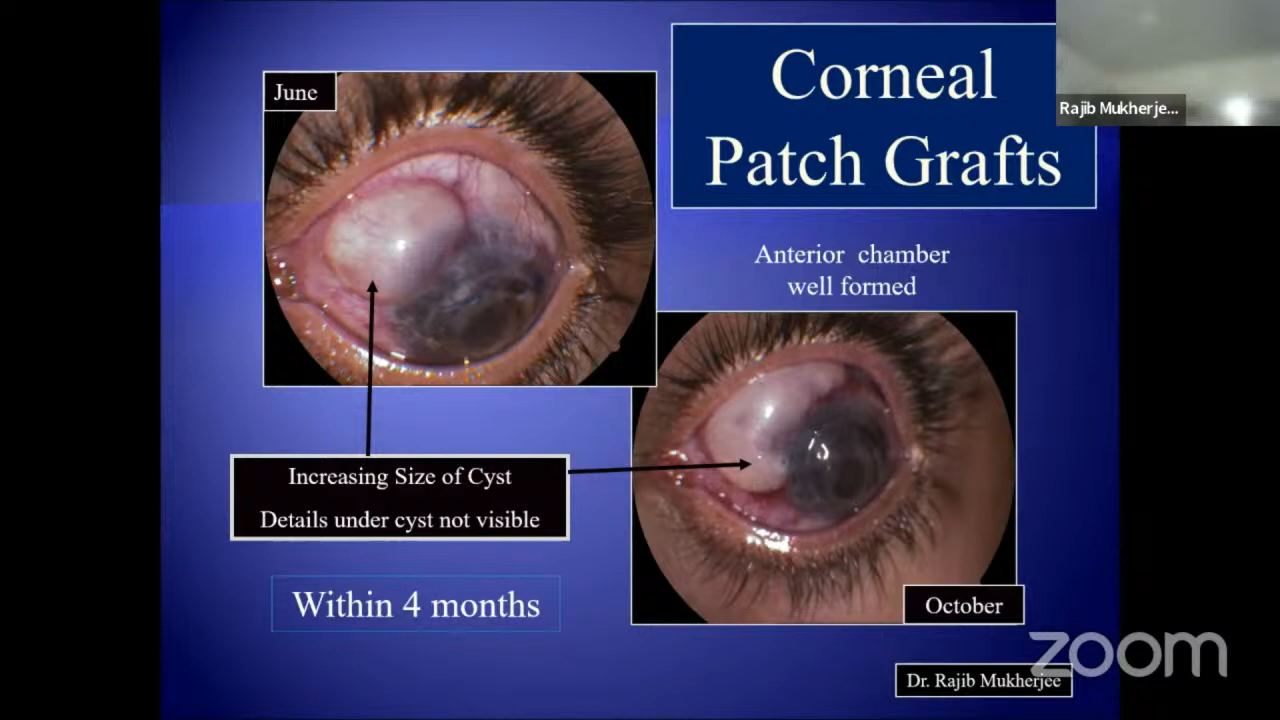 June
Corneal
Patch Grafts
Rajib Mukherje...
Anterior chamber
well formed
Increasing Size of Cyst
Details under cyst not visible
Within 4 months
October
zoom
Dr. Rajib Mukherjee